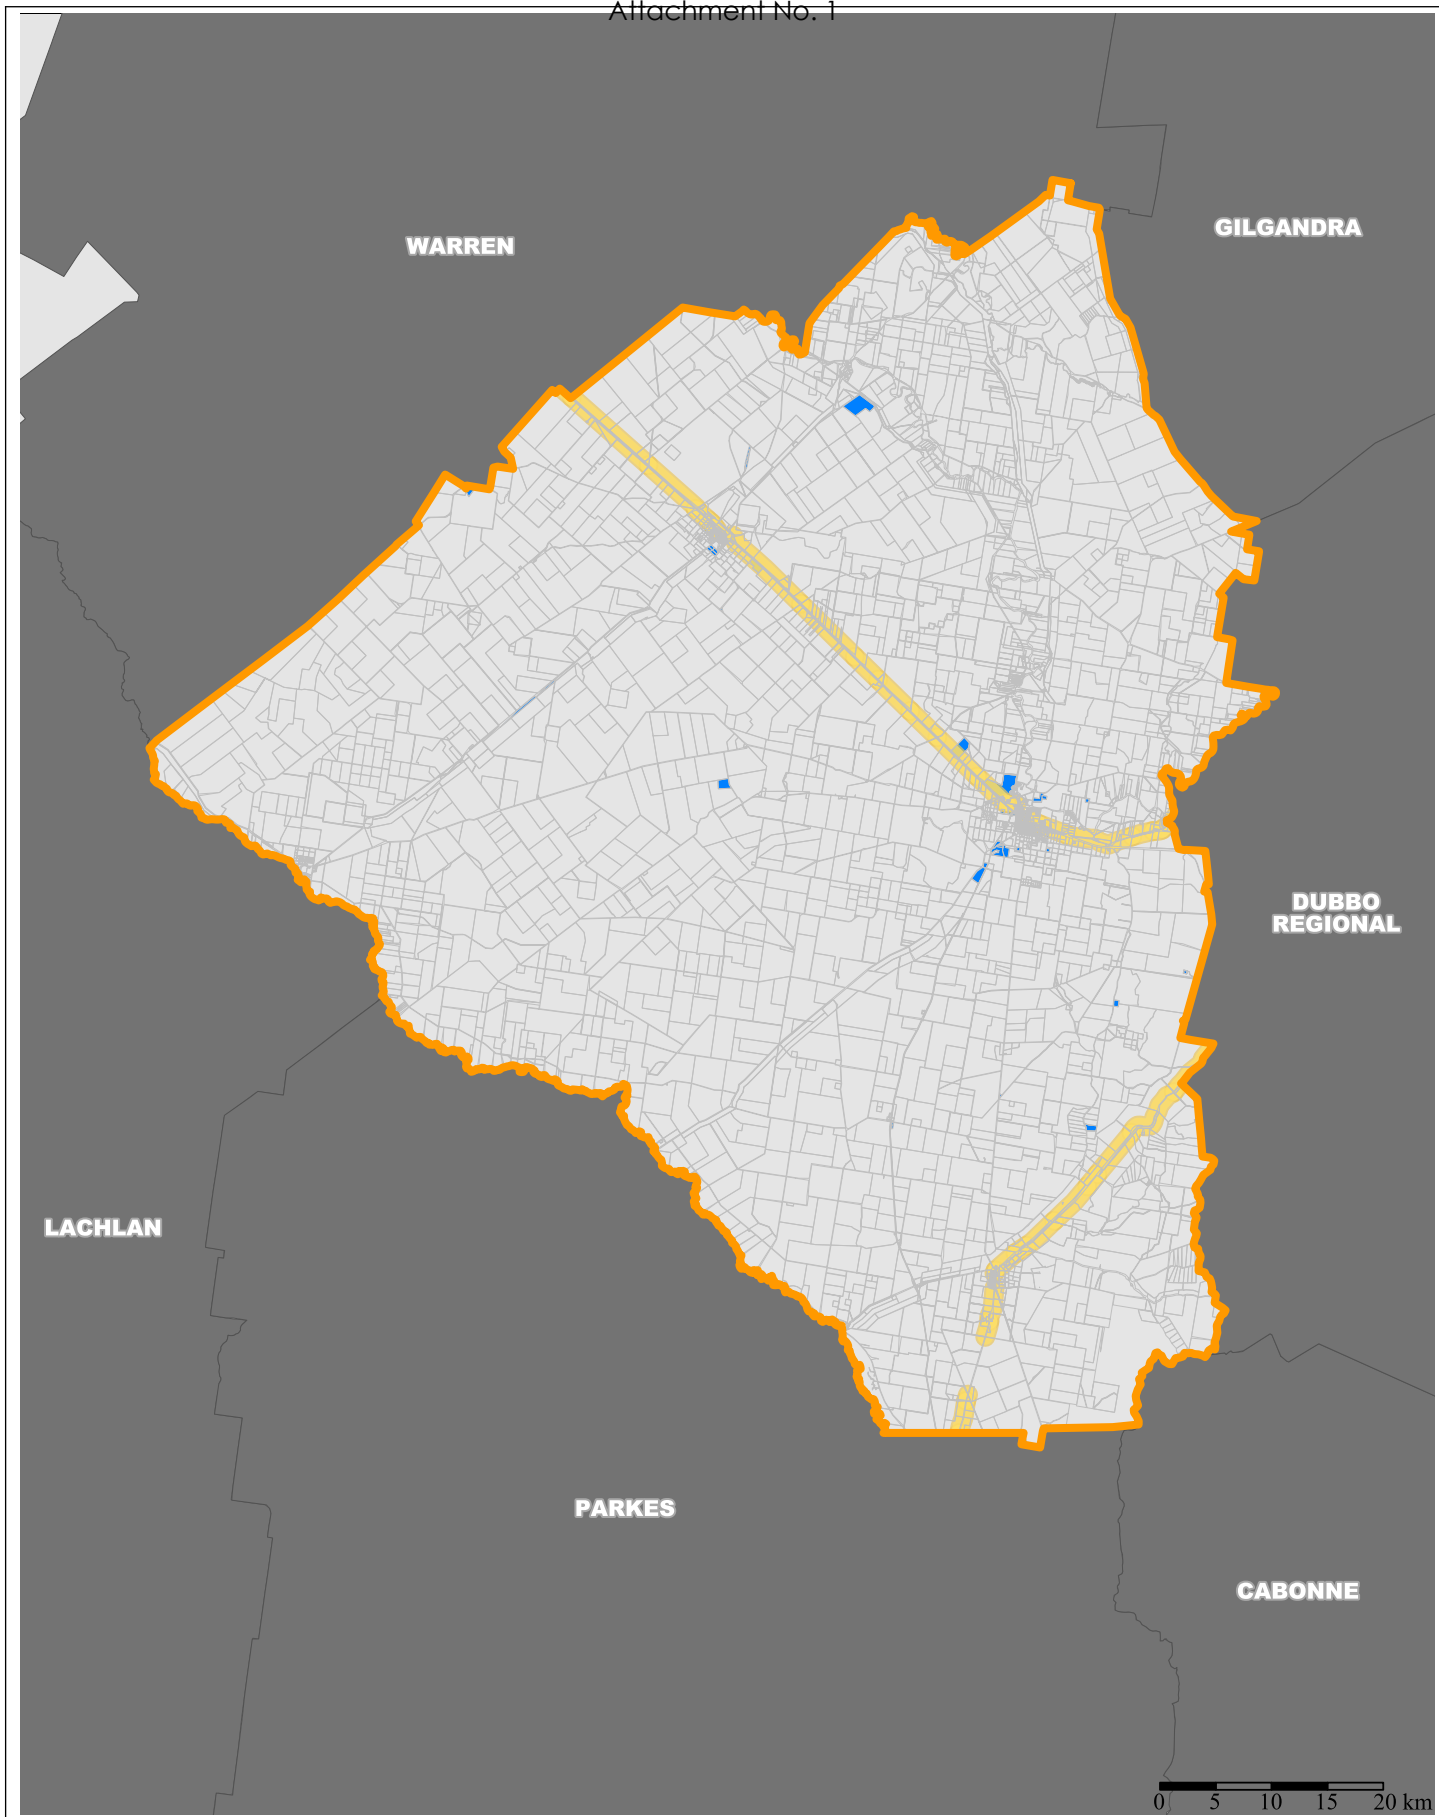 Attachment No. 1
WARREN
GILGANDRA
DUBBO
REGIONAL
LACHLAN
PARKES
CABONNE
0 5 10 15 20 km